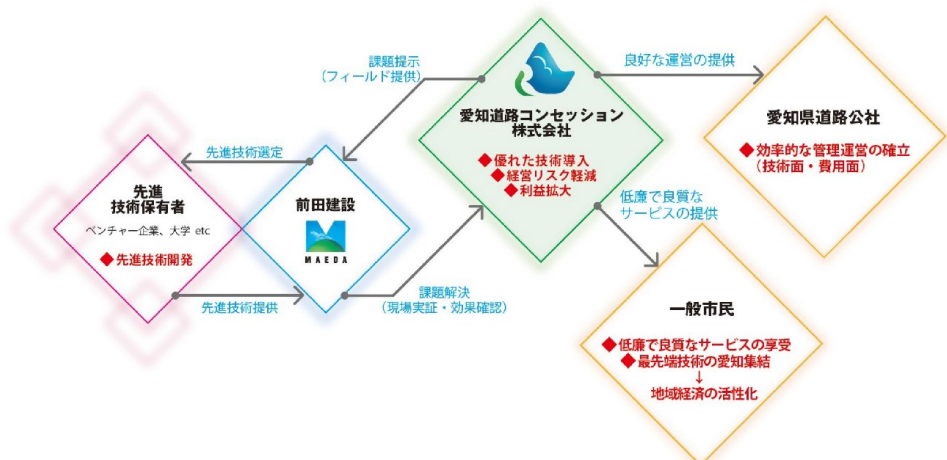 課題提示
（フィールド提供）
良好な運営の提供
愛知道路コンセッション
株式会社
◆優れた技術導入
◆経営リスク軽減
◆利益拡大
愛知県道路公社
◆効率的な管理運営の確立
（技術面・費用面）
先進技術選定
先進
技術保有者
ベンチャー企業、大学 etc
◆先進技術開発
前田建設
MAEDA
低廉で良質な
サービスの提供
先進技術提供
課題解決
（現場実証・効果確認）
一般市民
◆低廉で良質なサービスの享受
◆最先端技術の愛知集結
↓
地域経済の活性化